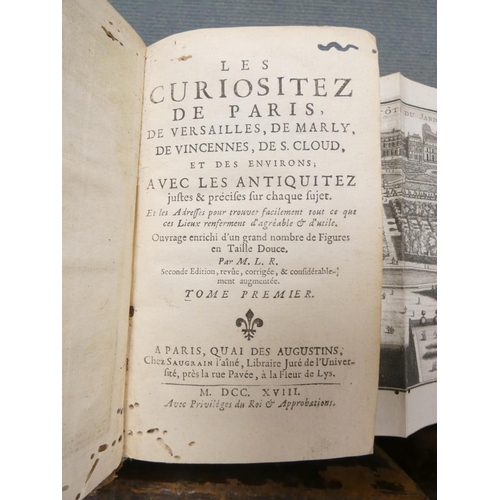 LES
CURIOSITEZ
DE PARIS,
DE VERSAILLES, DE MARLY,
DE VINCENNES, DE S. CLOUD,
ET DES ENVIRONS;
AVEC LES ANTIQUITEZ
justes & précises sur chaque sujet.
Et les Adresses pour trouver facilement tout ce que
ces Lieux renferment d'agréable & d'utile.
Ouvrage enrichi d'un grand nombre de Figures
en Taille Douce.
Par M. L. R.
Seconde Edition, revûe, corrigée, & considérable-
ment augmentée.
TOME PREMIER.
A PARIS, QUAI DES AUGUSTINS,
Chez SAUGRAIN l'aîné, Libraire Juré de l'Univer-
sité, près la rue Pavée, à la Fleur de Lys.
M. DCC. XVIII.
Avec Priviléges du Roi & Approbations.